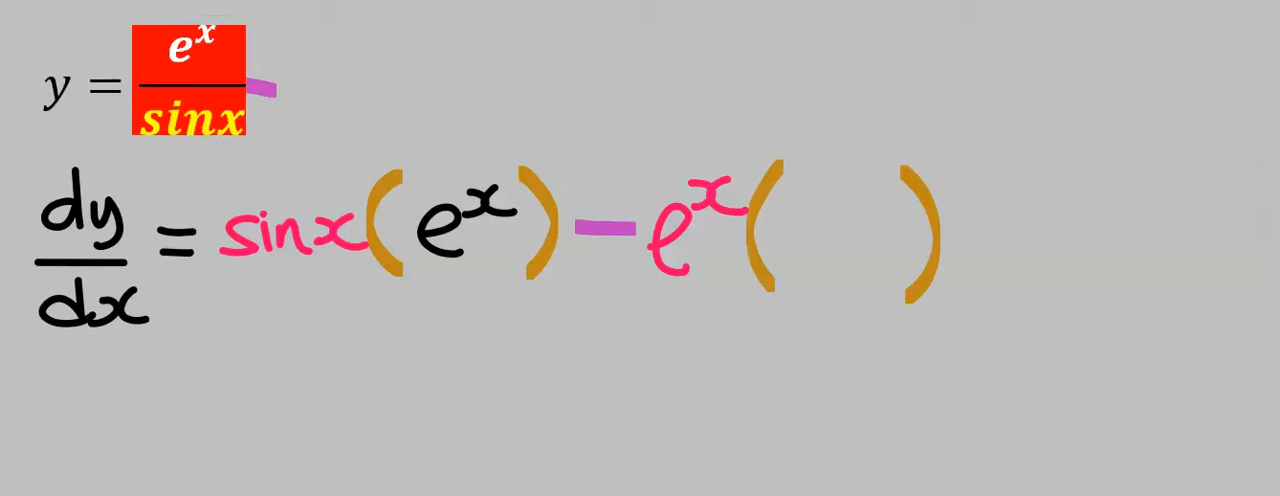 y = e^x / sinx
dy/dx = sinx( e^x ) - e^x(      )